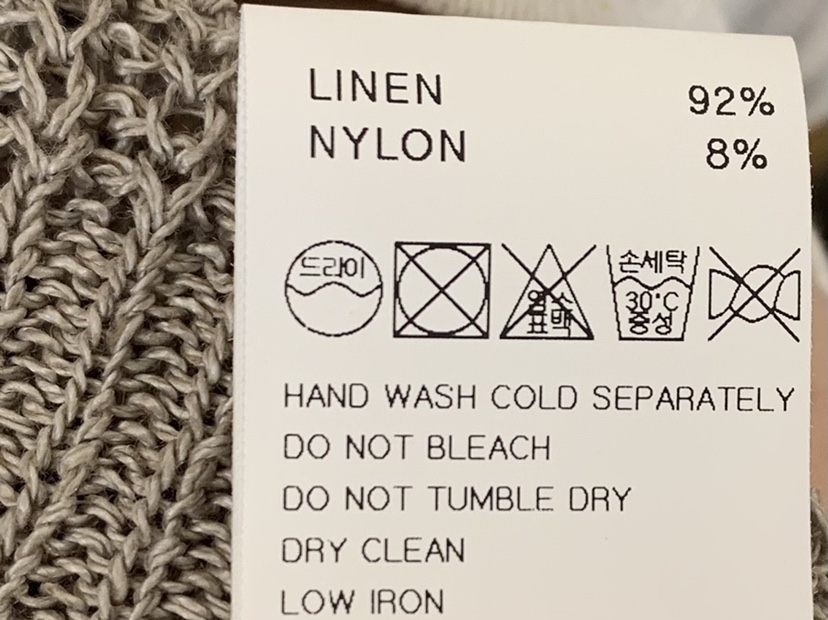 LINEN 92%
NYLON 8%
드라이
염소
표백
손세탁
30°C
중성
HAND WASH COLD SEPARATELY
DO NOT BLEACH
DO NOT TUMBLE DRY
DRY CLEAN
LOW IRON